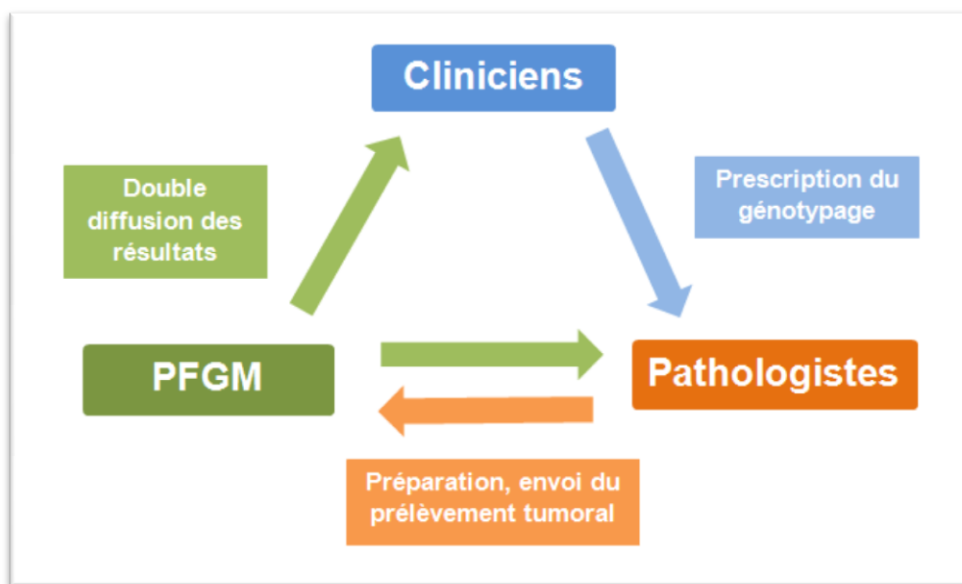 Cliniciens
Double
diffusion des
résultats
Prescription du
génotypage
PFGM
Pathologistes
Préparation, envoi du
prélèvement tumoral